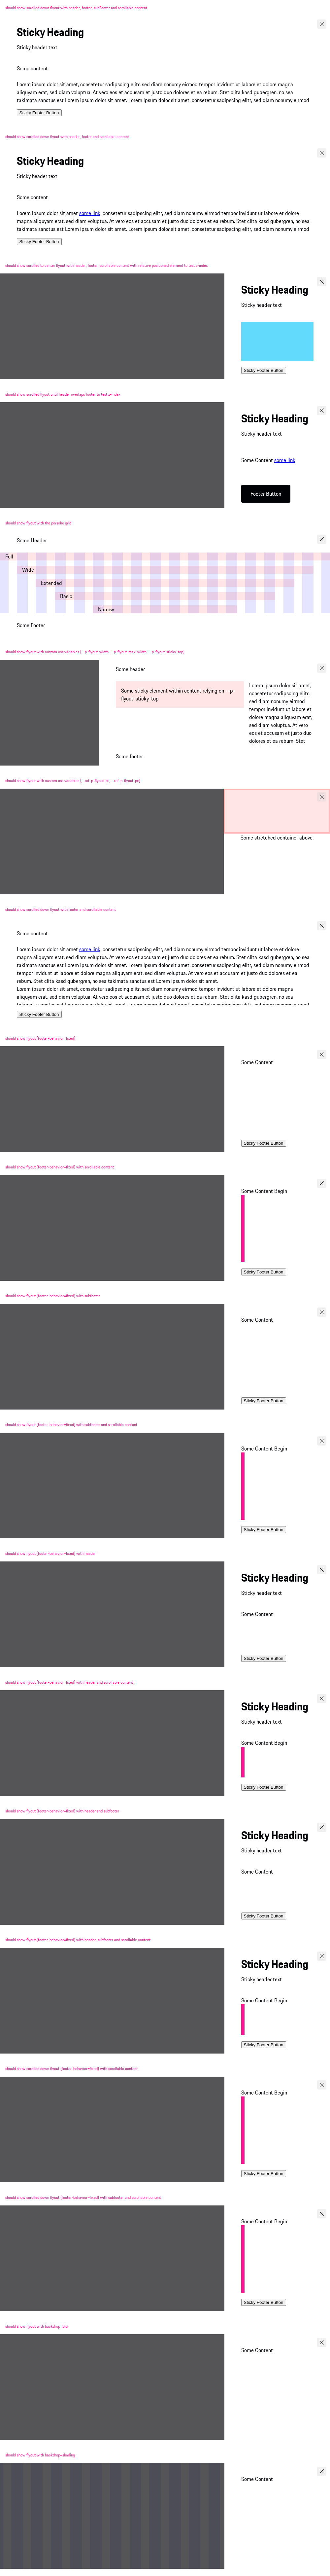 should show scrolled down flyout with header, footer, subFooter and scrollable content
Sticky Heading
Sticky header text
Some content
Lorem ipsum dolor sit amet, consetetur sadipscing elitr, sed diam nonumy eirmod tempor invidunt ut labore et dolore magna
aliquyam erat, sed diam voluptua. At vero eos et accusam et justo duo dolores et ea rebum. Stet clita kasd gubergren, no sea
takimata sanctus est Lorem ipsum dolor sit amet. Lorem ipsum dolor sit amet, consetetur sadipscing elitr, sed diam nonumy eirmod
Sticky Footer Button
should show scrolled down flyout with header, footer and scrollable content
Sticky Heading
Sticky header text
Some content
Lorem ipsum dolor sit amet some link, consetetur sadipscing elitr, sed diam nonumy eirmod tempor invidunt ut labore et dolore
magna aliquyam erat, sed diam voluptua. At vero eos et accusam et justo duo dolores et ea rebum. Stet clita kasd gubergren, no
sea takimata sanctus est Lorem ipsum dolor sit amet. Lorem ipsum dolor sit amet, consetetur sadipscing elitr, sed diam nonumy
Sticky Footer Button
should show scrolled to center flyout with header, footer, scrollable content with relative positioned element to test z-index
Sticky Heading
Sticky header text
Sticky Footer Button
should show scrolled flyout until header overlaps footer to test z-index
Sticky Heading
Sticky header text
Some Content some link
Footer Button
should show flyout with the porsche grid
Some Header
Full
Wide
Extended
Basic
Narrow
Some Footer
should show flyout with custom css variables (--p-flyout-width, --p-flyout-max-width, --p-flyout-sticky-top)
Some header
Some sticky element within content relying on --p-
flyout-sticky-top
Lorem ipsum dolor sit amet,
consetetur sadipscing elitr,
sed diam nonumy eirmod
tempor invidunt ut labore et
dolore magna aliquyam erat,
sed diam voluptua. At vero
eos et accusam et justo duo
dolores et ea rebum. Stet
Some footer
should show flyout with custom css variables (--ref-p-flyout-pt, --ref-p-flyout-px)
Some stretched container above.
should show scrolled down flyout with footer and scrollable content
Some content
Lorem ipsum dolor sit amet some link, consetetur sadipscing elitr, sed diam nonumy eirmod tempor invidunt ut labore et dolore
magna aliquyam erat, sed diam voluptua. At vero eos et accusam et justo duo dolores et ea rebum. Stet clita kasd gubergren, no
sea takimata sanctus est Lorem ipsum dolor sit amet. Lorem ipsum dolor sit amet, consetetur sadipscing elitr, sed diam nonumy
eirmod tempor invidunt ut labore et dolore magna aliquyam erat, sed diam voluptua. At vero eos et accusam et justo duo dolores et
ea rebum. Stet clita kasd gubergren, no sea takimata sanctus est Lorem ipsum dolor sit amet.
Lorem ipsum dolor sit amet, consetetur sadipscing elitr, sed diam nonumy eirmod tempor invidunt ut labore et dolore magna
aliquyam erat, sed diam voluptua. At vero eos et accusam et justo duo dolores et ea rebum. Stet clita kasd gubergren, no sea
Sticky Footer Button
should show flyout (footer-behavior=fixed)
Some Content
Sticky Footer Button
should show flyout (footer-behavior=fixed) with scrollable content
Some Content Begin
Sticky Footer Button
should show flyout (footer-behavior=fixed) with subfooter
Some Content
Sticky Footer Button
should show flyout (footer-behavior=fixed) with subfooter and scrollable content
Some Content Begin
Sticky Footer Button
should show flyout (footer-behavior=fixed) with header
Sticky Heading
Sticky header text
Some Content
Sticky Footer Button
should show flyout (footer-behavior=fixed) with header and scrollable content
Sticky Heading
Sticky header text
Some Content Begin
Sticky Footer Button
should show flyout (footer-behavior=fixed) with header and subfooter
Sticky Heading
Sticky header text
Some Content
Sticky Footer Button
should show flyout (footer-behavior=fixed) with header, subfooter and scrollable content
Sticky Heading
Sticky header text
Some Content Begin
Sticky Footer Button
should show scrolled down flyout (footer-behavior=fixed) with scrollable content
Some Content Begin
Sticky Footer Button
should show scrolled down flyout (footer-behavior=fixed) with subfooter and scrollable content
Some Content Begin
Sticky Footer Button
should show flyout with backdrop=blur
Some Content
should show flyout with backdrop=shading
Some Content